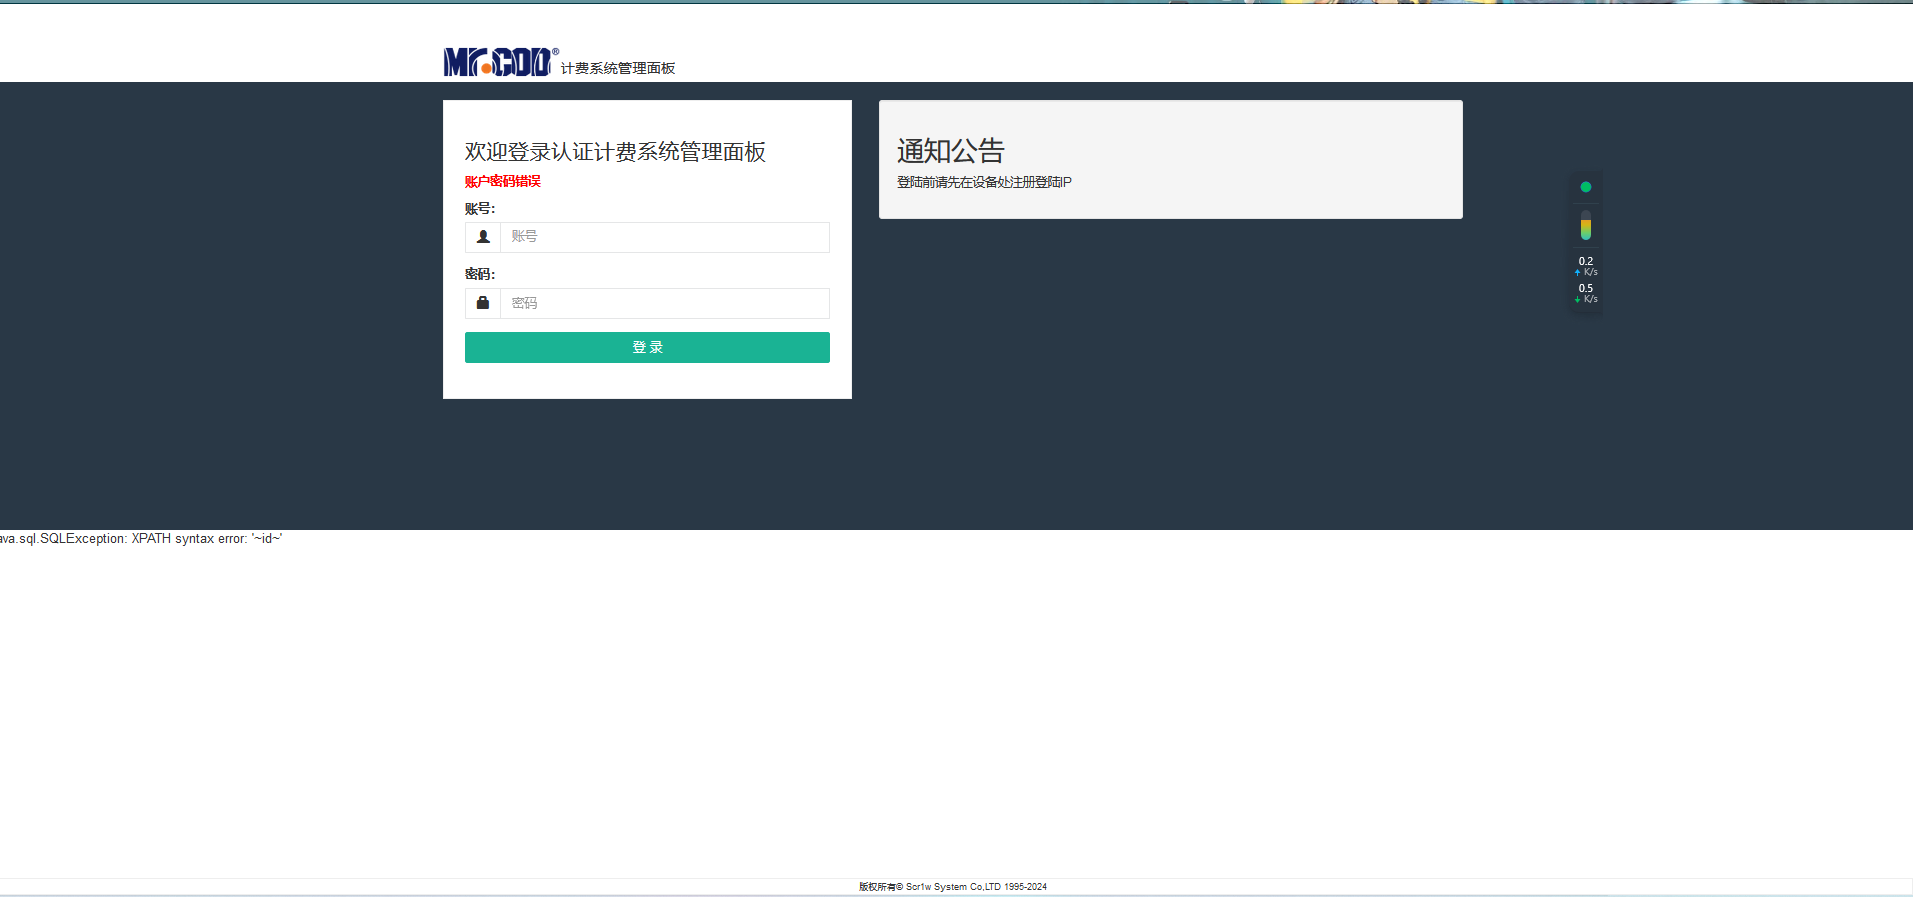 Mr.COO® 计费系统管理面板
欢迎登录认证计费系统管理面板
账户密码错误
账号：
账号
密码：
密码
登 录
通知公告
登陆前请先在设备处注册登陆IP
0.2
K/s
0.5
K/s
ava.sql.SQLException: XPATH syntax error: '~id~'
版权所有© Scr1w System Co,LTD 1995-2024